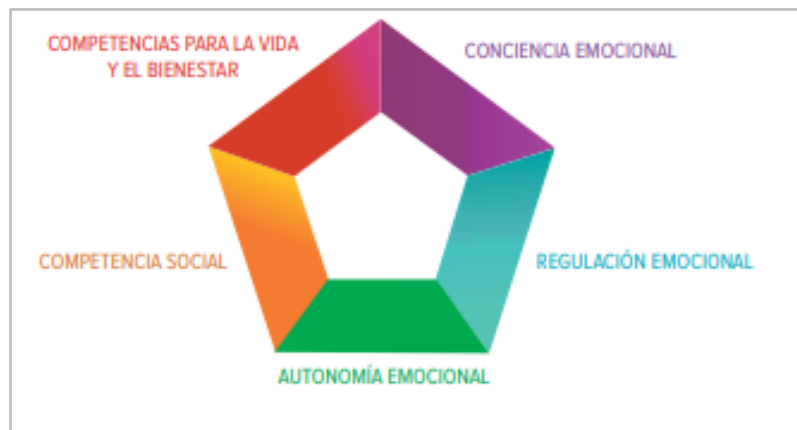 COMPETENCIAS PARA LA VIDA
Y EL BIENESTAR
CONCIENCIA EMOCIONAL
COMPETENCIA SOCIAL
REGULACIÓN EMOCIONAL
AUTONOMÍA EMOCIONAL